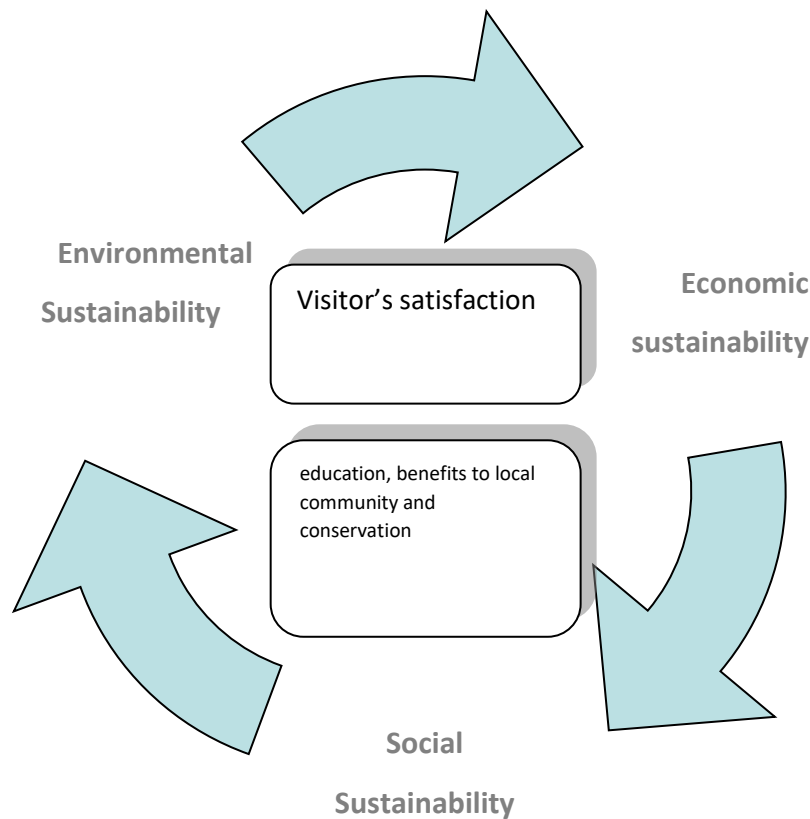 Environmental
Sustainability
Visitor’s satisfaction
Economic
sustainability
education, benefits to local
community and
conservation
Social
Sustainability